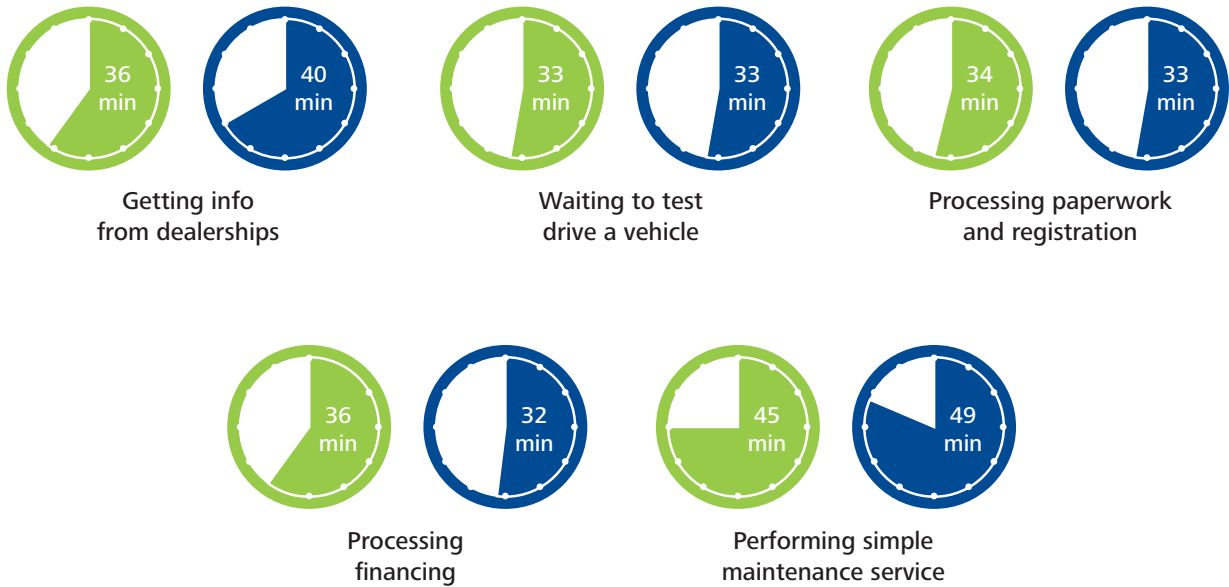 36
min
40
min
33
min
33
min
34
min
33
min
Getting info
from dealerships
Waiting to test
drive a vehicle
Processing paperwork
and registration
36
min
32
min
45
min
49
min
Processing
financing
Performing simple
maintenance service